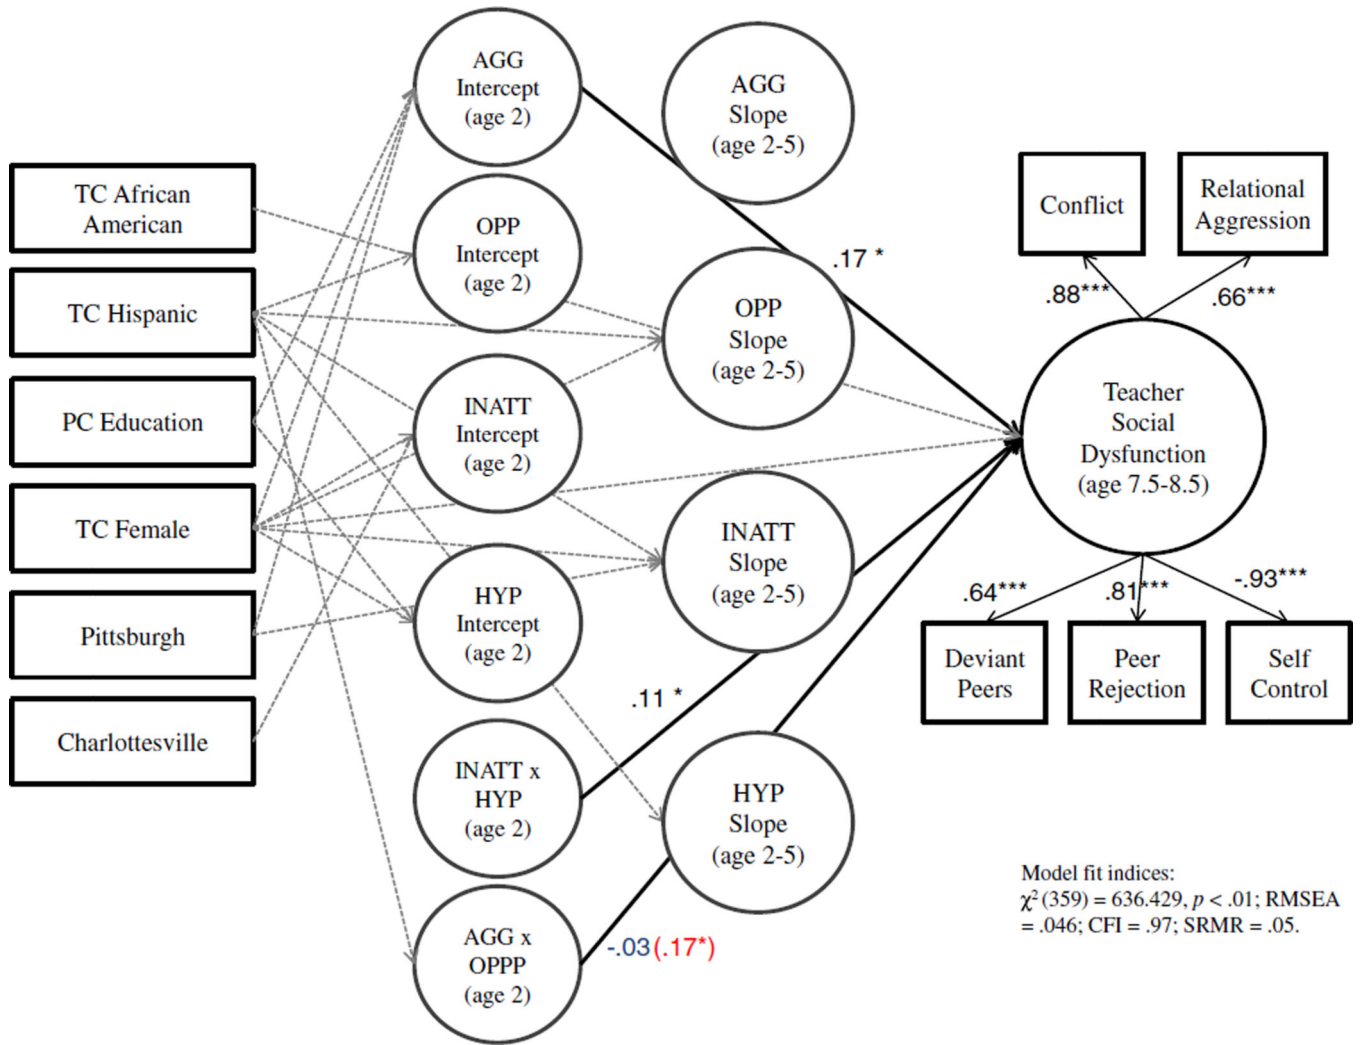 TC African
American
TC Hispanic
PC Education
TC Female
Pittsburgh
Charlottesville
AGG
Intercept
(age 2)
OPP
Intercept
(age 2)
INATT
Intercept
(age 2)
HYP
Intercept
(age 2)
INATT x
HYP
(age 2)
AGG x
OPPP
(age 2)
AGG
Slope
(age 2-5)
OPP
Slope
(age 2-5)
INATT
Slope
(age 2-5)
HYP
Slope
(age 2-5)
.17 *
.11 *
-.03(.17*)
Conflict
Relational
Aggression
.88***
.66***
Teacher
Social
Dysfunction
(age 7.5-8.5)
.64***
.81***
-.93***
Deviant
Peers
Peer
Rejection
Self
Control
Model fit indices:
χ² (359) = 636.429, p < .01; RMSEA
= .046; CFI = .97; SRMR = .05.